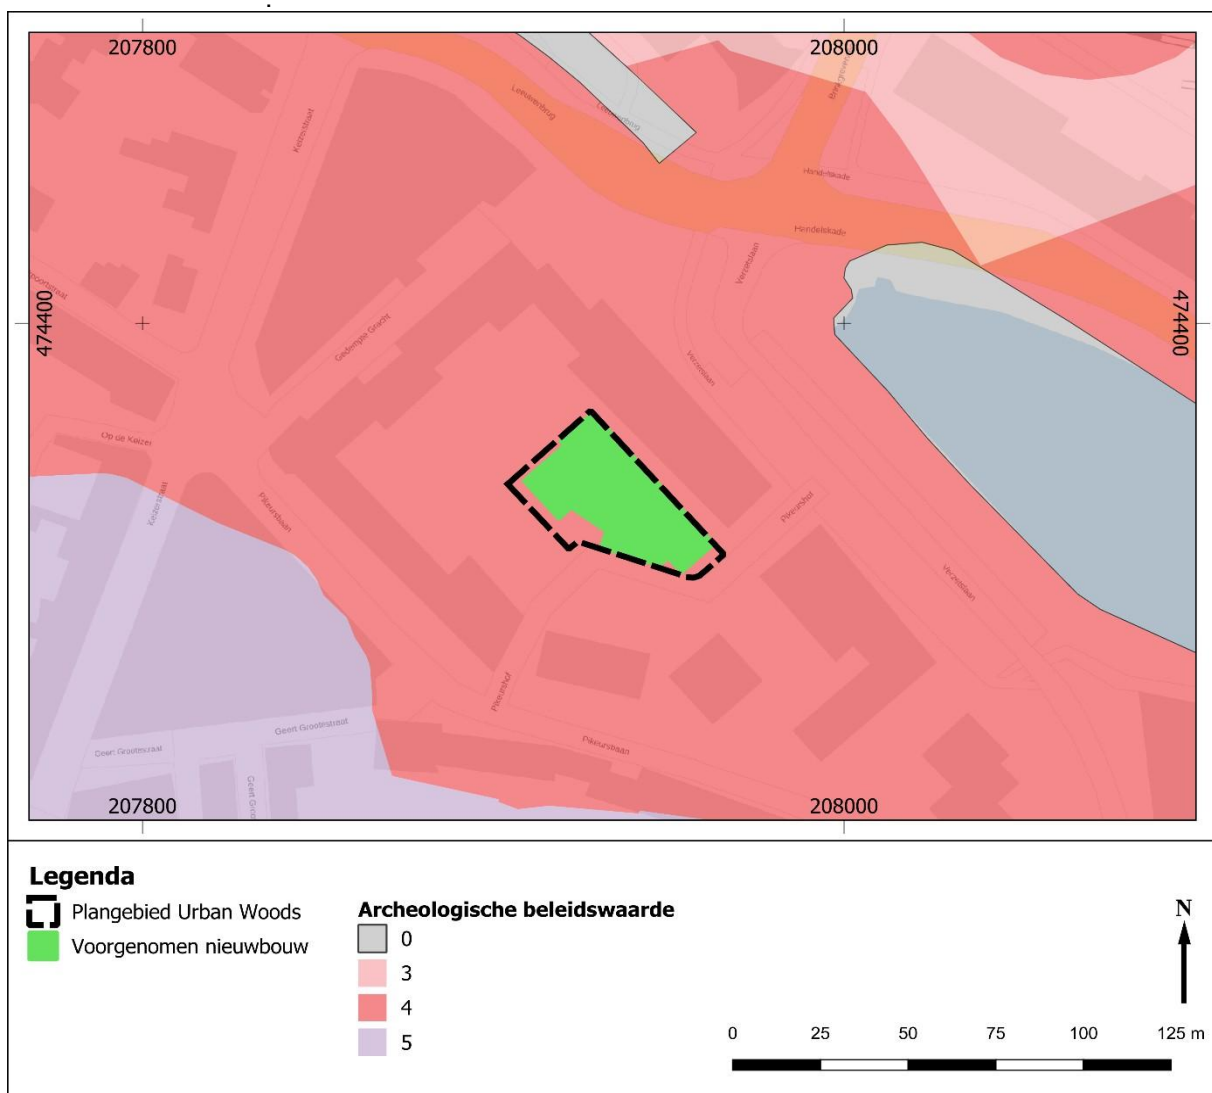 207800
208000
Leeuwenbrug
Leeuwenbrug
Keizerstraat
Handelskade
Handelskade
Verzetslaan
474400
474400
Gedempte Gracht
Verzetslaan
Op de Keizer
Keizerstraat
Pikeursbaan
Pikeurshof
Verzetslaan
Pikeurshof
Geert Grootestraat
Geert Grootestraat
Pikeursbaan
207800
208000
Legenda
Plangebied Urban Woods
Voorgenomen nieuwbouw
Archeologische beleidswaarde
0
3
4
5
N
0 25 50 75 100 125 m